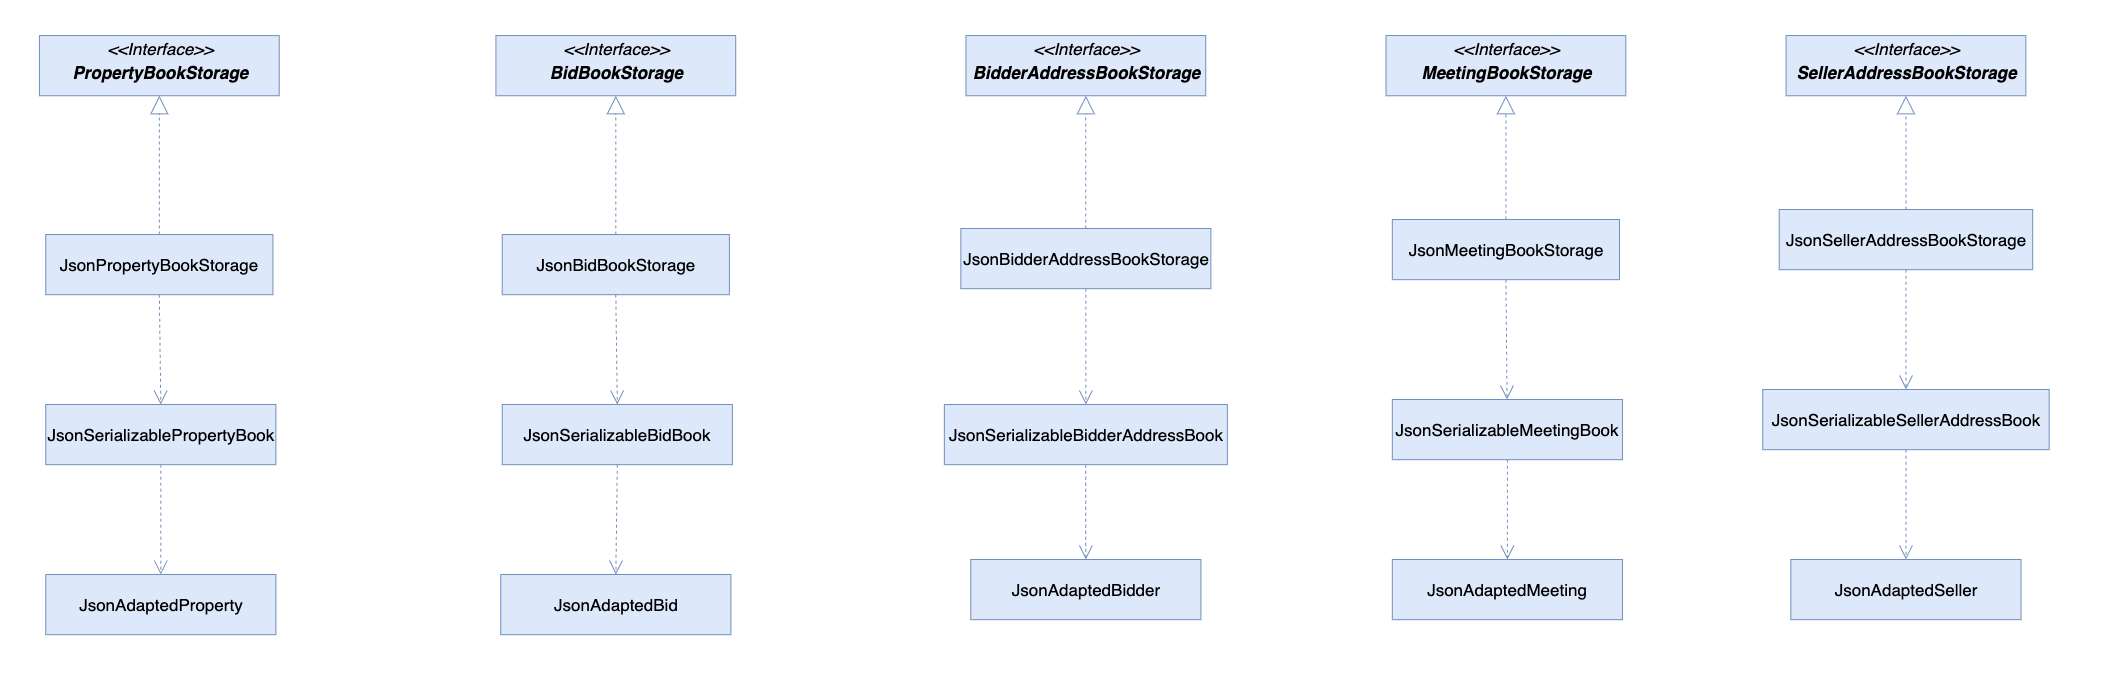 <<Interface>>
PropertyBookStorage
<<Interface>>
BidBookStorage
<<Interface>>
BidderAddressBookStorage
<<Interface>>
MeetingBookStorage
<<Interface>>
SellerAddressBookStorage
JsonPropertyBookStorage
JsonBidBookStorage
JsonBidderAddressBookStorage
JsonMeetingBookStorage
JsonSellerAddressBookStorage
JsonSerializablePropertyBook
JsonSerializableBidBook
JsonSerializableBidderAddressBook
JsonSerializableMeetingBook
JsonSerializableSellerAddressBook
JsonAdaptedProperty
JsonAdaptedBid
JsonAdaptedBidder
JsonAdaptedMeeting
JsonAdaptedSeller